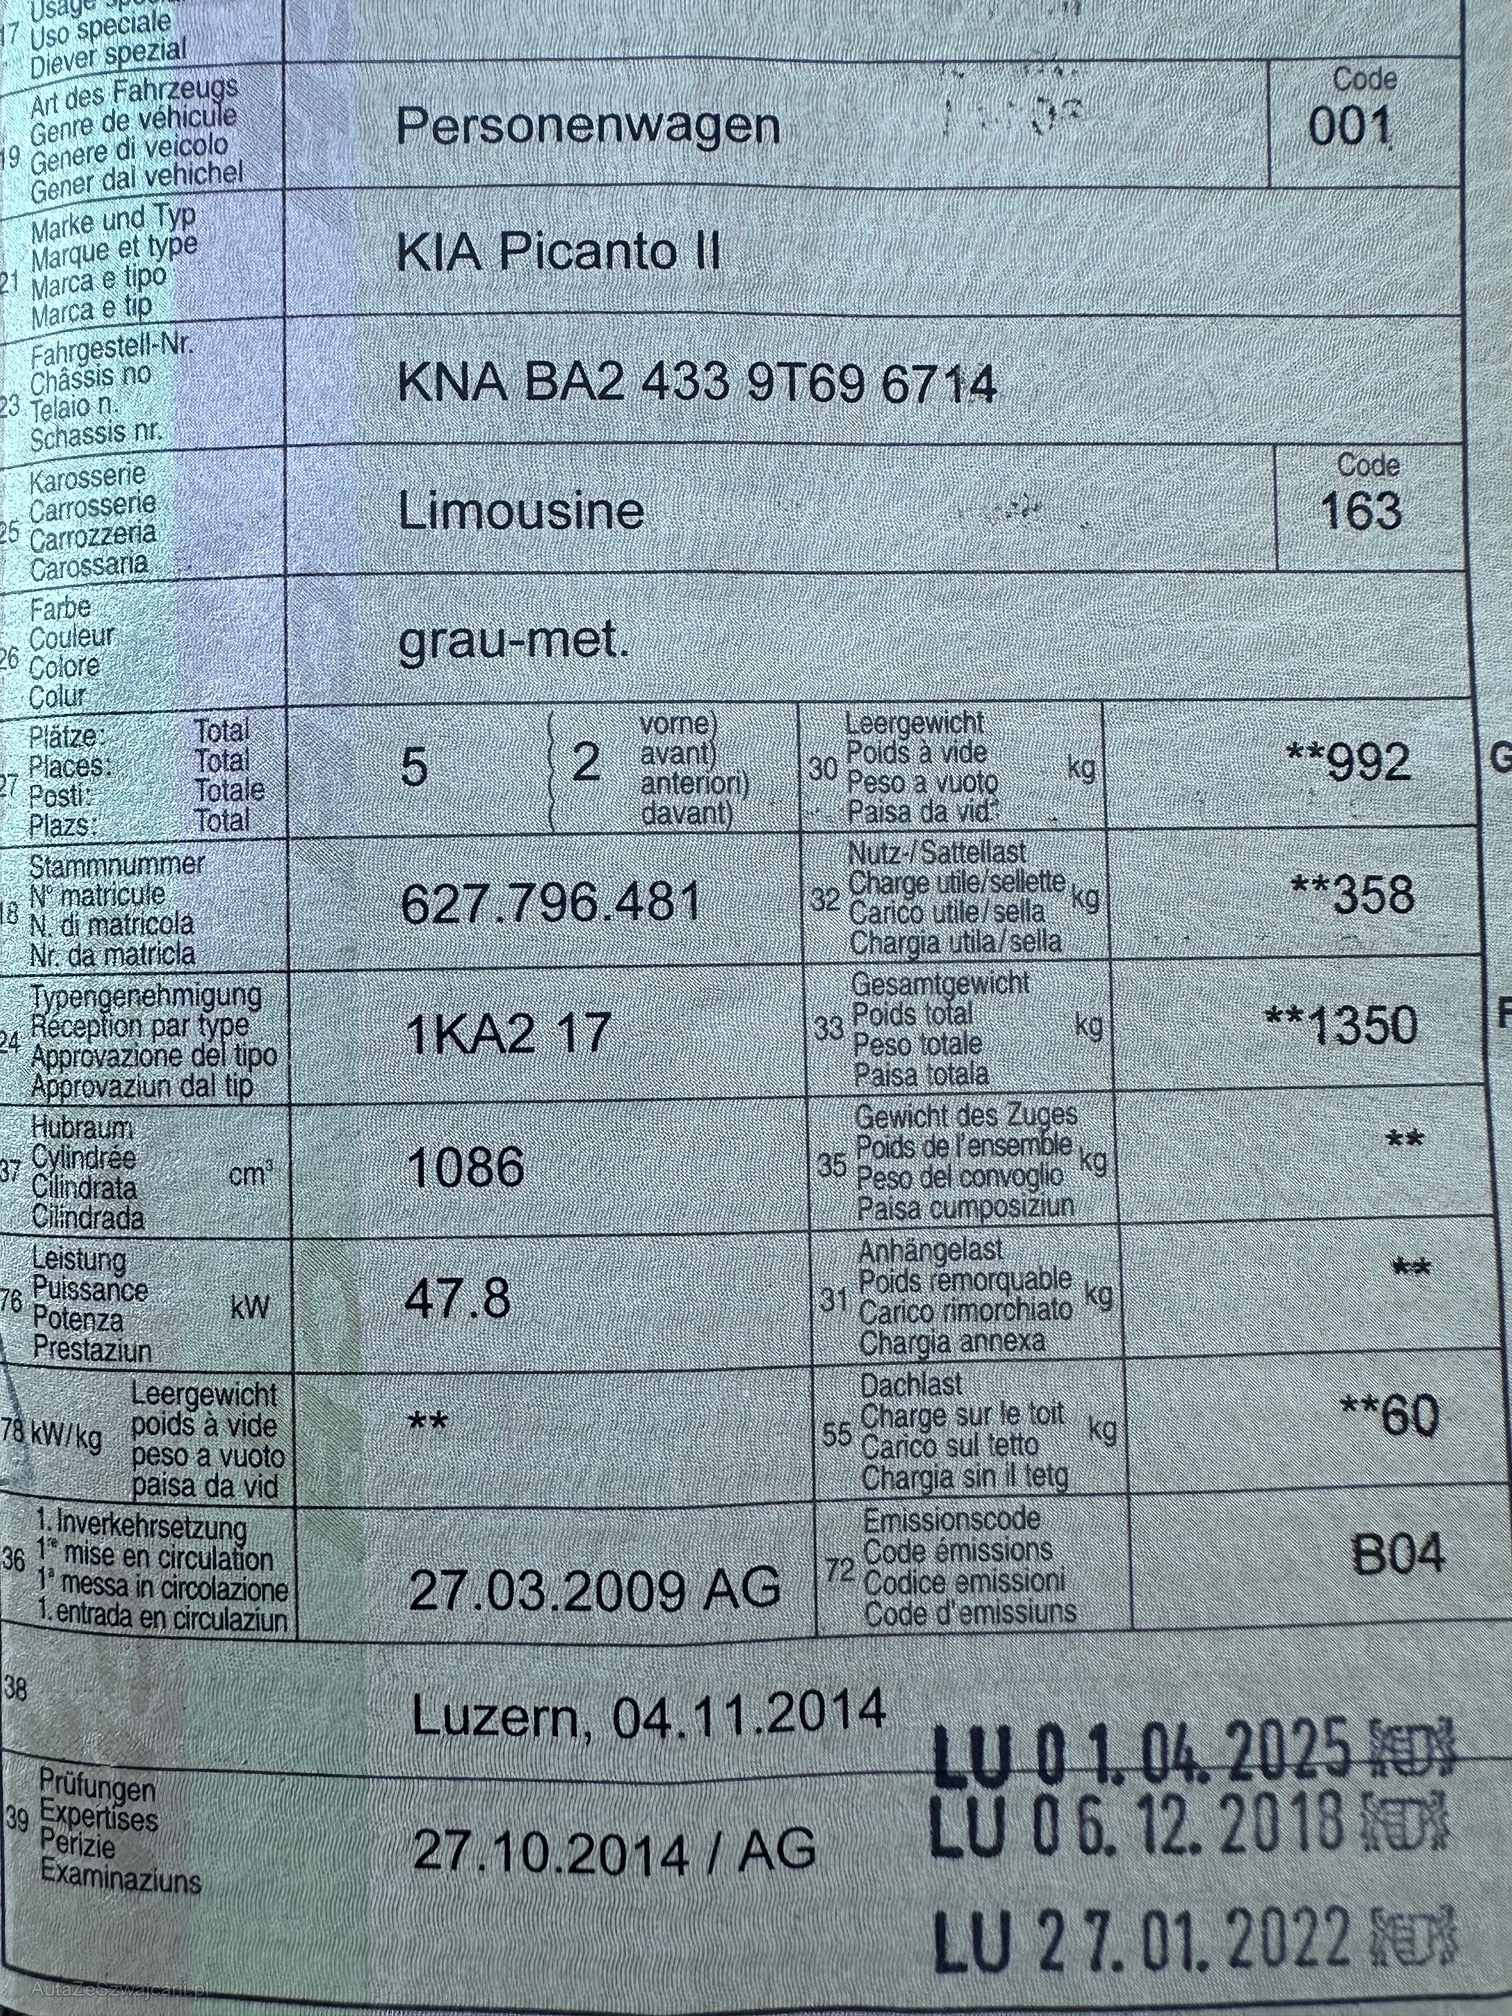 17 Usage
Uso speciale
Diever spezial
19 Art des Fahrzeugs
Genre de véhicule
Genere di veicolo
Gener dal vehichel
Personenwagen
Code
001
21 Marke und Typ
Marque et type
Marca e tipo
Marca e tip
KIA Picanto II
23 Fahrgestell-Nr.
Châssis no
Telaio n.
Schassis nr.
KNA BA2 433 9T69 6714
25 Karosserie
Carrosserie
Carrozzeria
Carossaria
Limousine
Code
163
26 Farbe
Couleur
Colore
Colur
grau-met.
27 Plätze: Total
Places: Total
Posti: Totale
Plazs: Total
5 ( 2 vorne)
avant)
anteriori)
davant)
30 Leergewicht
Poids à vide
Peso a vuoto
Paisa da vid
kg
**992
G
18 Stammnummer
N° matricule
N. di matricola
Nr. da matricla
627.796.481
32 Nutz-/Sattellast
Charge utile/sellette
Carico utile/sella
Chargia utila/sella
kg
**358
24 Typengenehmigung
Réception par type
Approvazione del tipo
Approvaziun dal tip
1KA2 17
33 Gesamtgewicht
Poids total
Peso totale
Paisa totala
kg
**1350
37 Hubraum
Cylindrée
Cilindrata
Cilindrada
cm³
1086
35 Gewicht des Zuges
Poids de l'ensemble
Peso del convoglio
Paisa cumposiziun
kg
**
76 Leistung
Puissance
Potenza
Prestaziun
kW
47.8
31 Anhängelast
Poids remorquable
Carico rimorchiato
Chargia annexa
kg
**
78 kW/kg
Leergewicht
poids à vide
peso a vuoto
paisa da vid
**
55 Dachlast
Charge sur le toit
Carico sul tetto
Chargia sin il tetg
kg
**60
36 1. Inverkehrsetzung
1re mise en circulation
1a messa in circolazione
1. entrada en circulaziun
27.03.2009 AG
72 Emissionscode
Code émissions
Codice emissioni
Code d'emissiuns
B04
38
Luzern, 04.11.2014
LU 01.04.2025
39 Prüfungen
Expertises
Perizie
Examinaziuns
LU 06.12.2018
27.10.2014 / AG
LU 27.01.2022
AutaZeSzwajcarii.pl